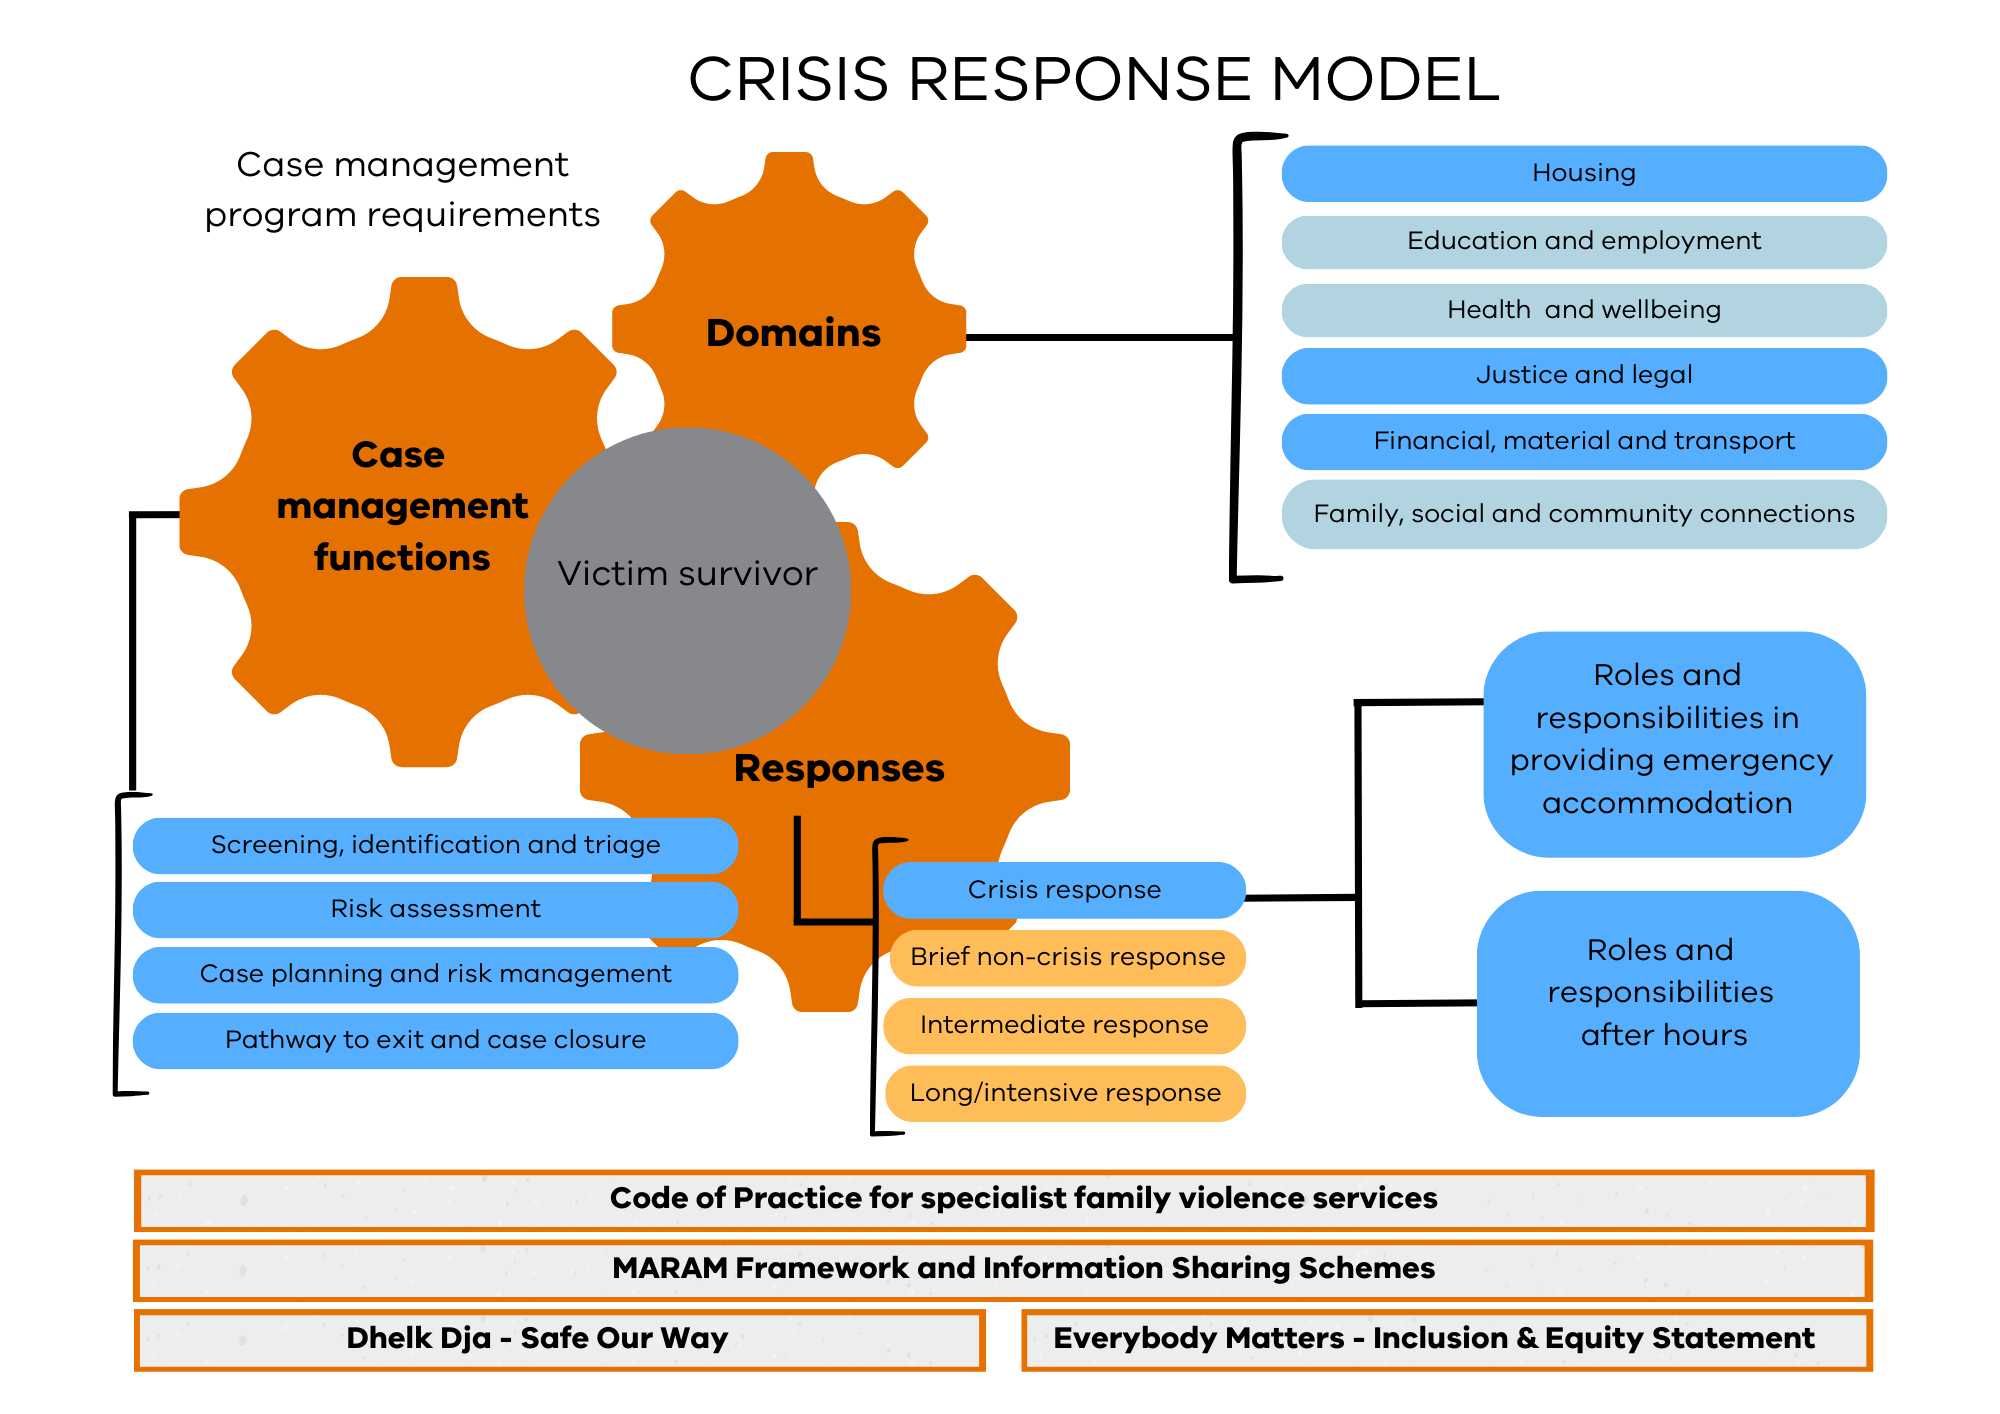 CRISIS RESPONSE MODEL
Case management
program requirements
Domains
Housing
Education and employment
Health  and wellbeing
Justice and legal
Financial, material and transport
Family, social and community connections
Case
management
functions
Victim survivor
Responses
Screening, identification and triage
Risk assessment
Case planning and risk management
Pathway to exit and case closure
Crisis response
Brief non-crisis response
Intermediate response
Long/intensive response
Roles and
responsibilities in
providing emergency
accommodation
Roles and
responsibilities
after hours
Code of Practice for specialist family violence services
MARAM Framework and Information Sharing Schemes
Dhelk Dja - Safe Our Way
Everybody Matters - Inclusion & Equity Statement